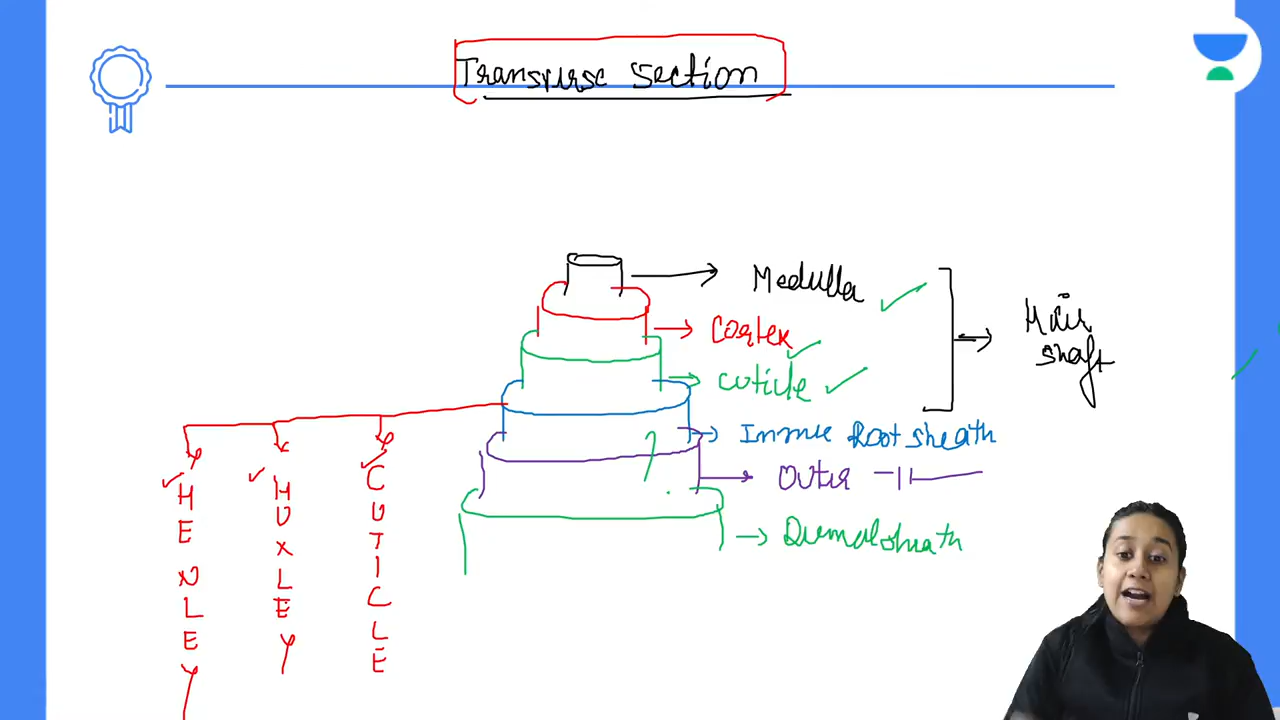 Transverse section
Medulla
Cortex
cuticle
Hair
shaft
Inner Root sheath
Outer —||—
Dermal sheath
HENLEY
HUXLEY
CUTICLE